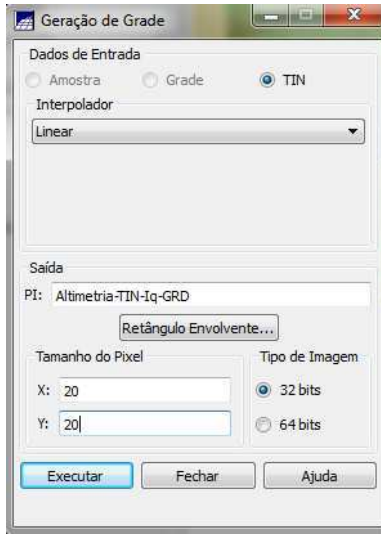 Geração de Grade
Dados de Entrada
Amostra Grade TIN
Interpolador
Linear
Saída
PI: Altimetria-TIN-Iq-GRD
Retângulo Envolvente...
Tamanho do Pixel Tipo de Imagem
X: 20 32 bits
Y: 20 64 bits
Executar Fechar Ajuda